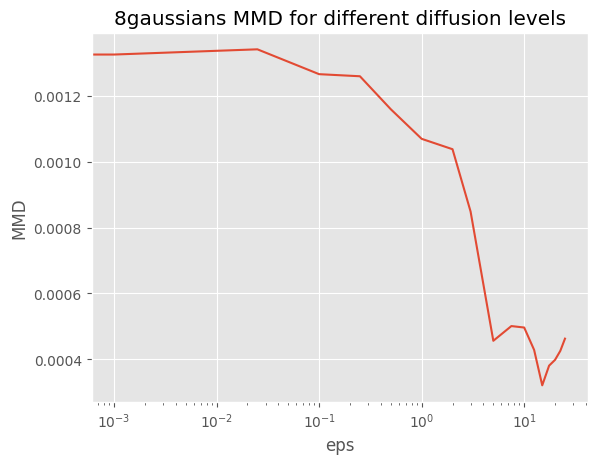 8gaussians MMD for different diffusion levels
MMD
0.0012
0.0010
0.0008
0.0006
0.0004
10⁻³ 10⁻² 10⁻¹ 10⁰ 10¹
eps